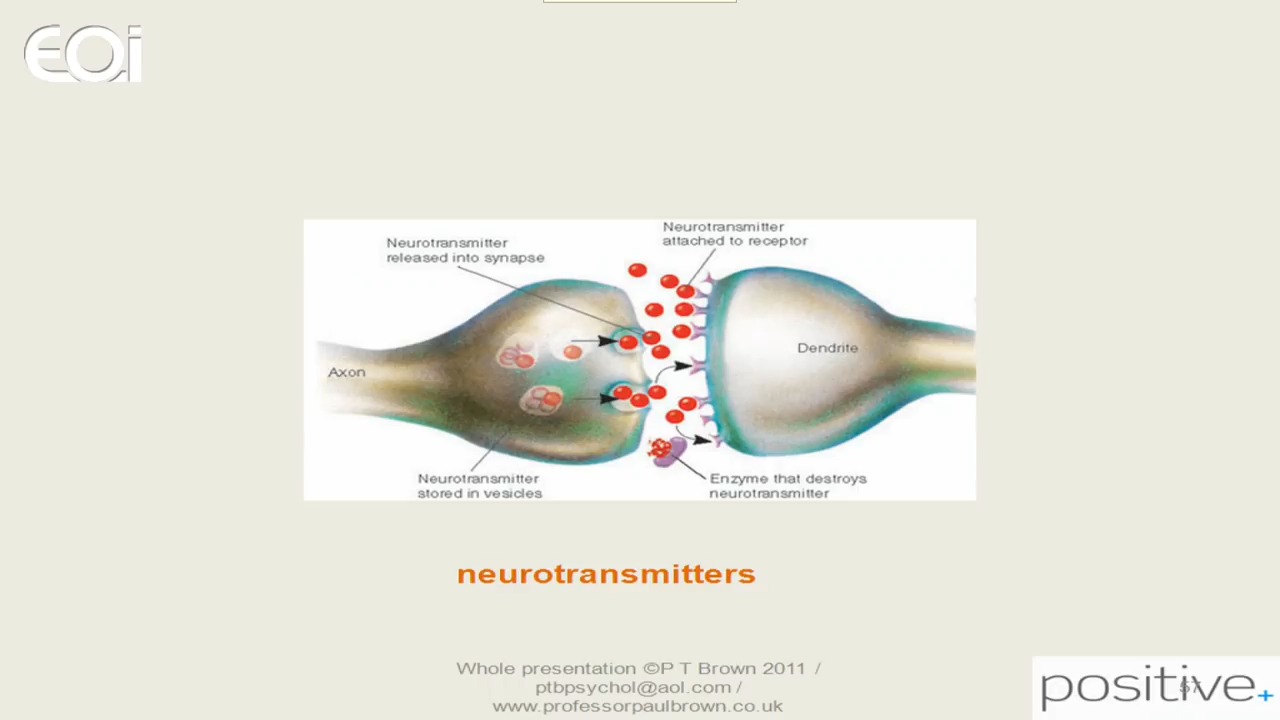 EQi
Neurotransmitter
attached to receptor
Neurotransmitter
released into synapse
Dendrite
Axon
Neurotransmitter
stored in vesicles
Enzyme that destroys
neurotransmitter
neurotransmitters
Whole presentation ©P T Brown 2011 /
ptbpsychol@aol.com /
www.professorpaulbrown.co.uk
positive+